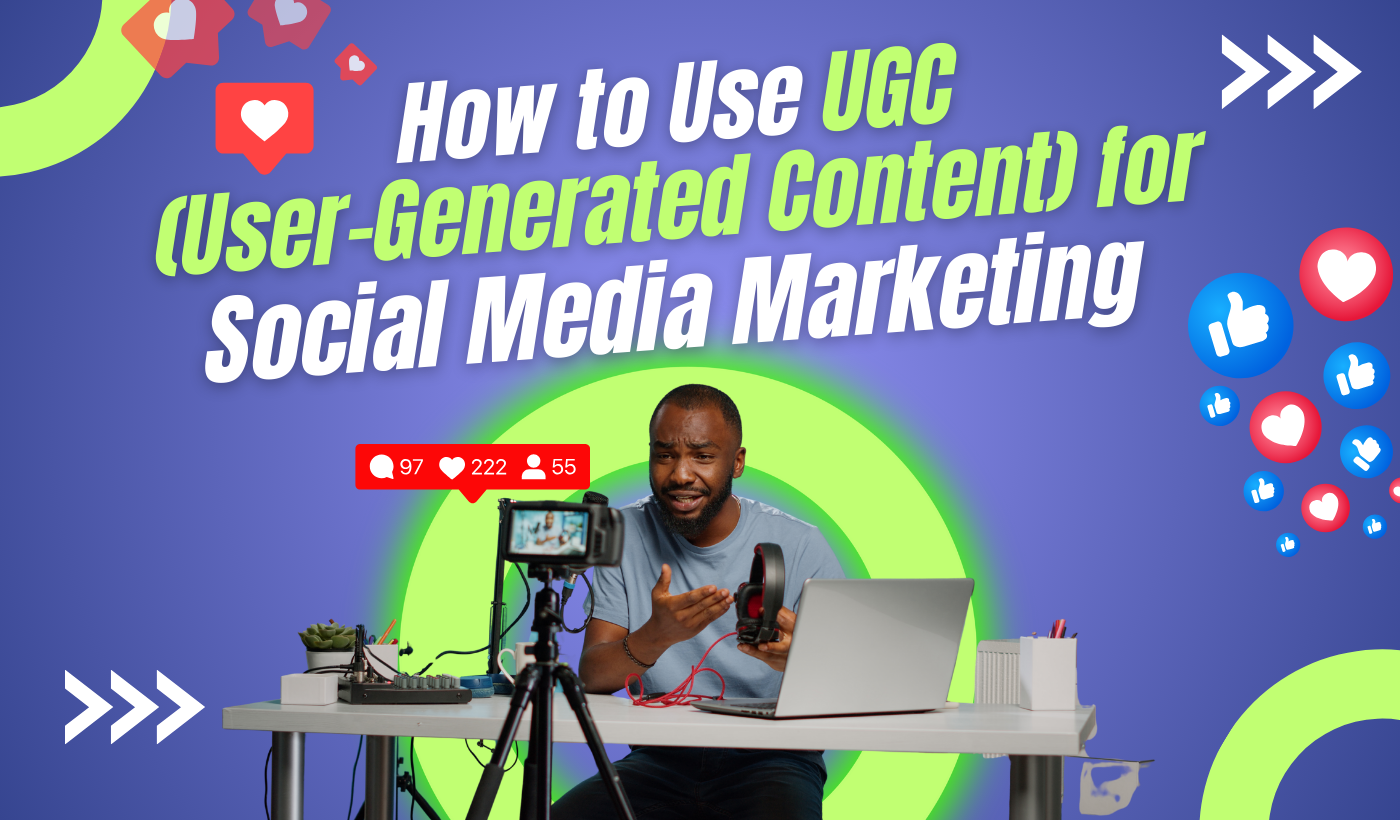 How to Use UGC
(User-Generated Content) for
Social Media Marketing
97 222 55